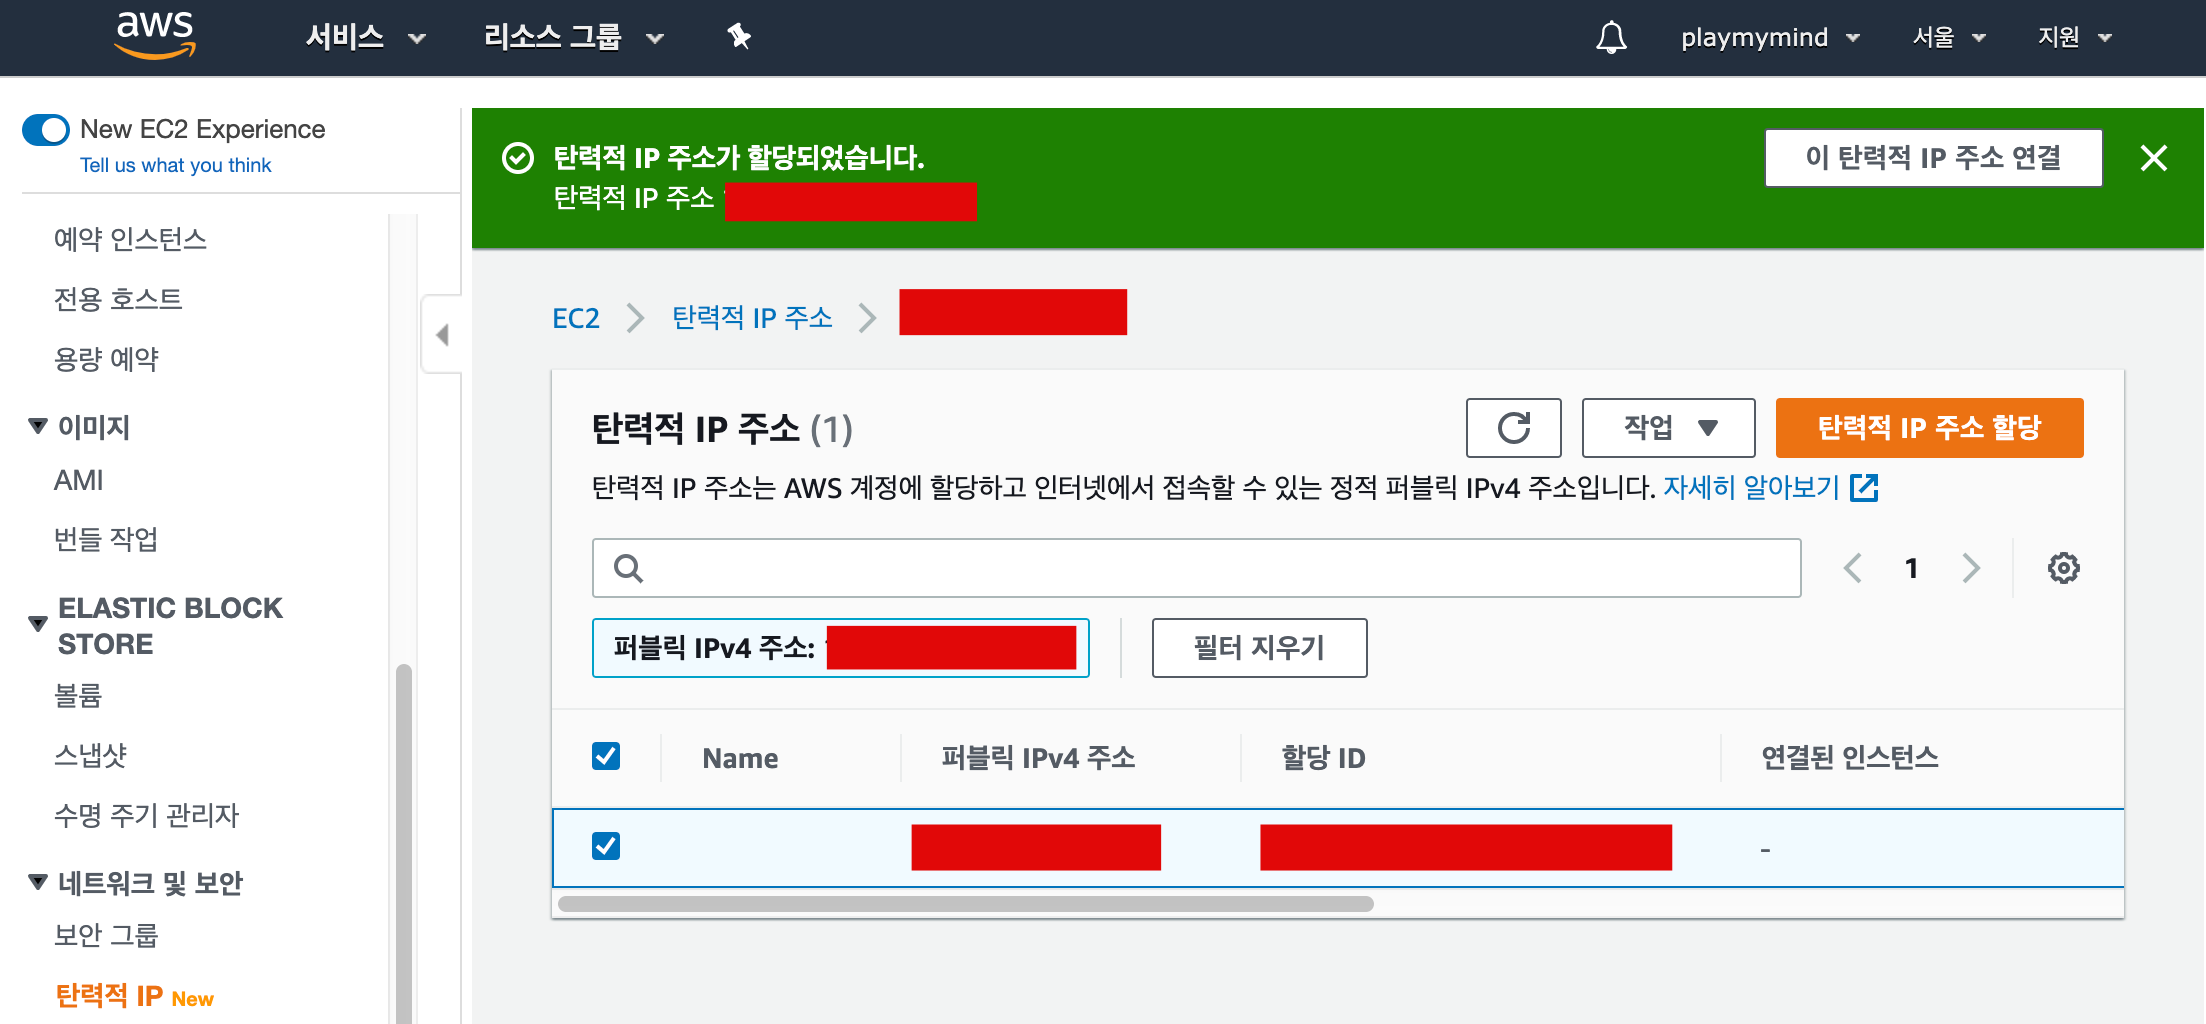 aws 서비스 리소스 그룹 playmymind 서울 지원
New EC2 Experience
Tell us what you think
예약 인스턴스
전용 호스트
용량 예약
이미지
AMI
번들 작업
ELASTIC BLOCK
STORE
볼륨
스냅샷
수명 주기 관리자
네트워크 및 보안
보안 그룹
탄력적 IP New
탄력적 IP 주소가 할당되었습니다.
탄력적 IP 주소
이 탄력적 IP 주소 연결
EC2 탄력적 IP 주소
탄력적 IP 주소 (1)
작업
탄력적 IP 주소 할당
탄력적 IP 주소는 AWS 계정에 할당하고 인터넷에서 접속할 수 있는 정적 퍼블릭 IPv4 주소입니다. 자세히 알아보기
1
퍼블릭 IPv4 주소:
필터 지우기
Name 퍼블릭 IPv4 주소 할당 ID 연결된 인스턴스
-